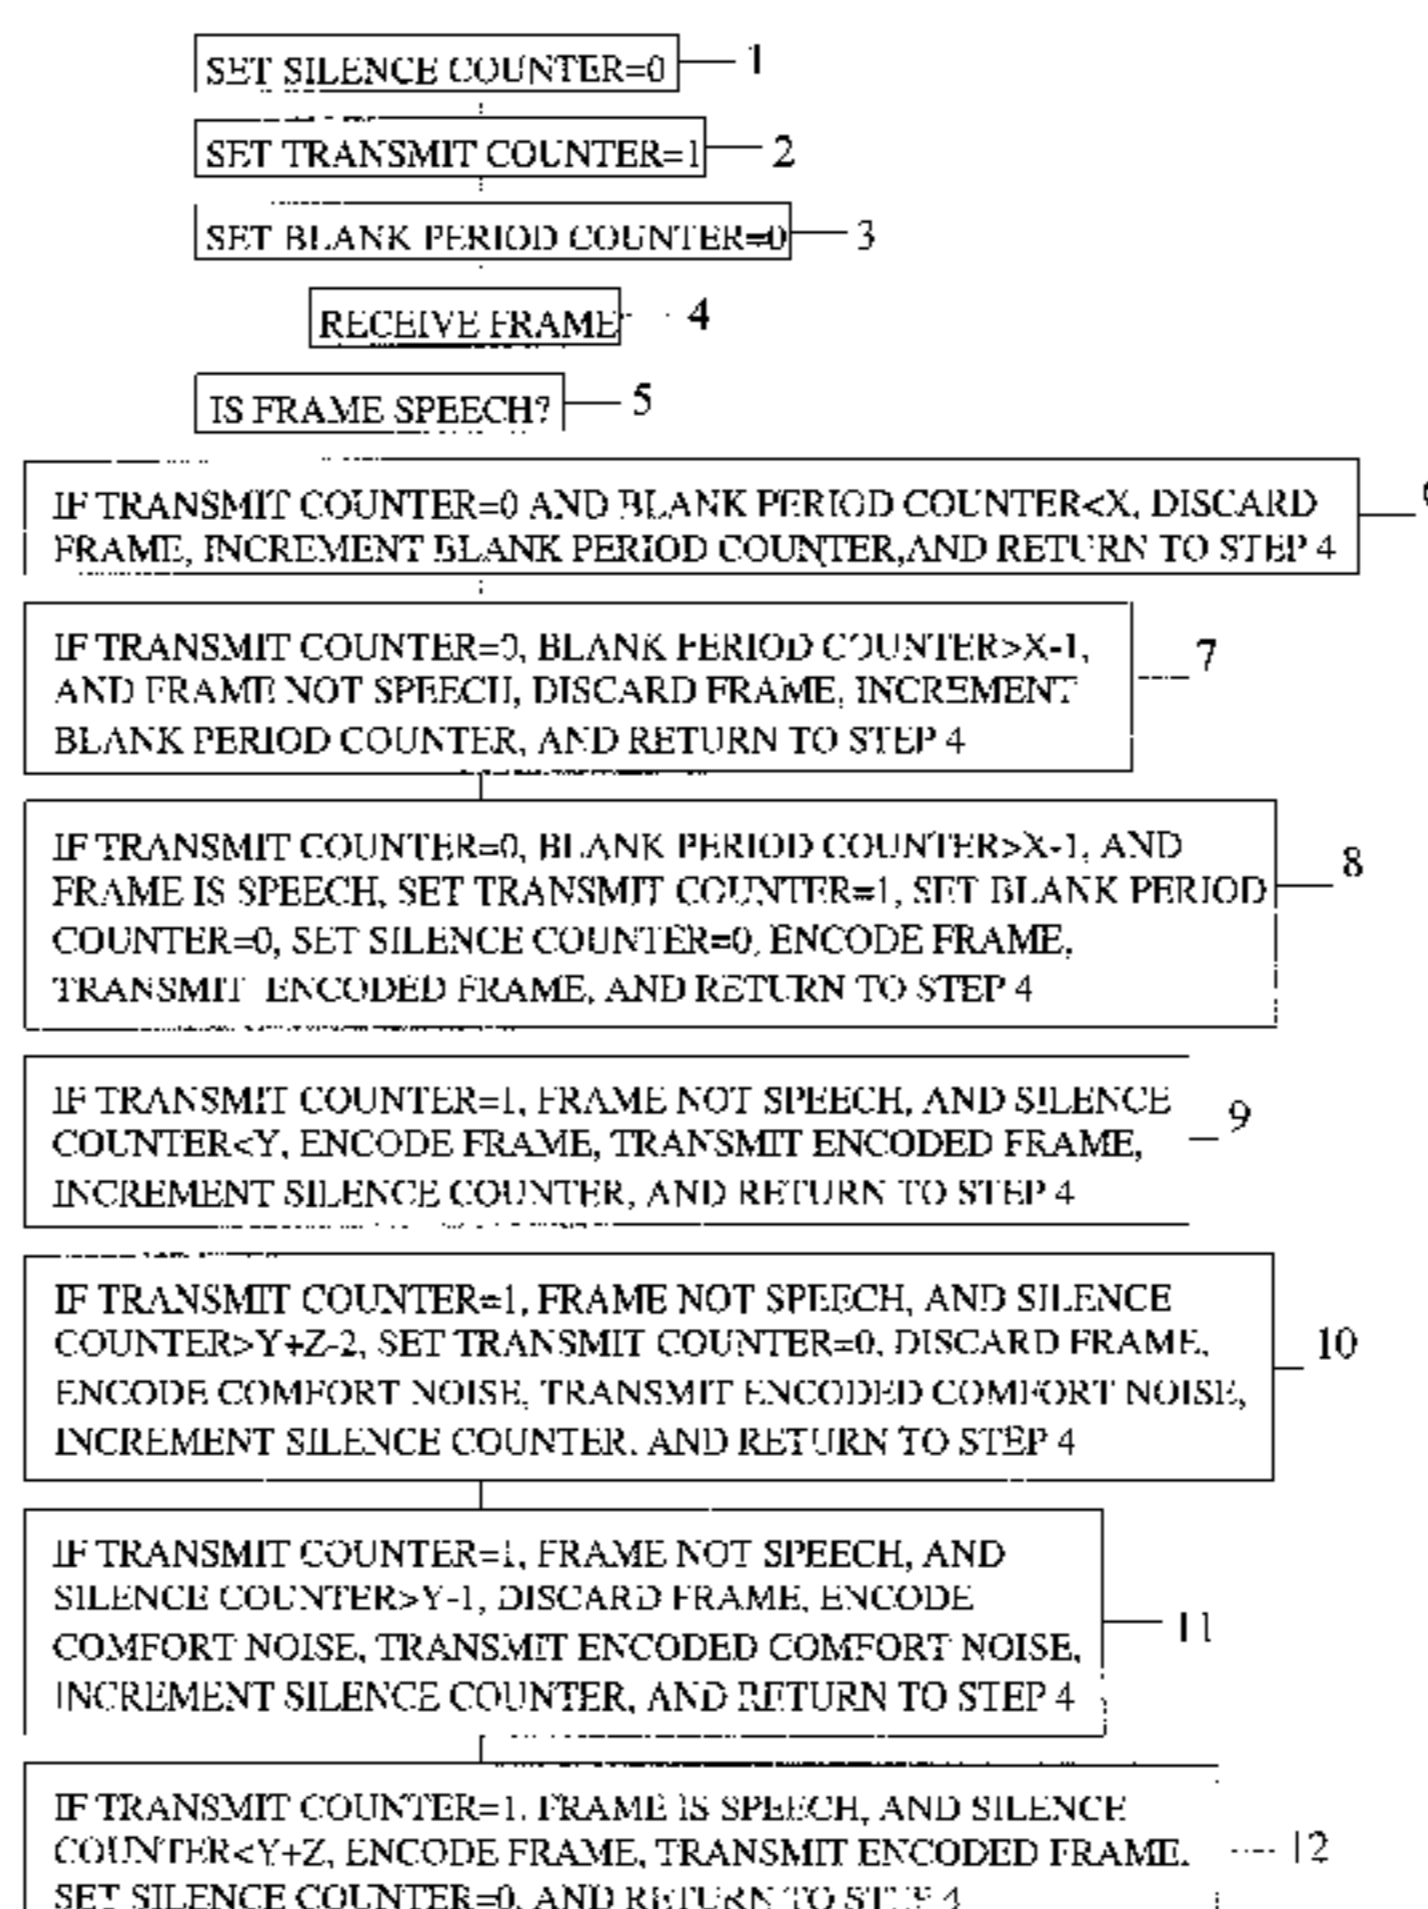 SET SILENCE COUNTER=0
1
SET TRANSMIT COUNTER=1
2
SET BLANK PERIOD COUNTER=0
3
RECEIVE FRAME
4
IS FRAME SPEECH?
5
IF TRANSMIT COUNTER=0 AND BLANK PERIOD COUNTER<X, DISCARD
FRAME, INCREMENT BLANK PERIOD COUNTER,AND RETURN TO STEP 4
IF TRANSMIT COUNTER=0, BLANK PERIOD COUNTER>X-1,
AND FRAME NOT SPEECH, DISCARD FRAME, INCREMENT
BLANK PERIOD COUNTER, AND RETURN TO STEP 4
7
IF TRANSMIT COUNTER=0, BLANK PERIOD COUNTER>X-1, AND
FRAME IS SPEECH, SET TRANSMIT COUNTER=1, SET BLANK PERIOD
COUNTER=0, SET SILENCE COUNTER=0, ENCODE FRAME,
TRANSMIT ENCODED FRAME, AND RETURN TO STEP 4
8
IF TRANSMIT COUNTER=1, FRAME NOT SPEECH, AND SILENCE
COUNTER<Y, ENCODE FRAME, TRANSMIT ENCODED FRAME,
INCREMENT SILENCE COUNTER, AND RETURN TO STEP 4
9
IF TRANSMIT COUNTER=1, FRAME NOT SPEECH, AND SILENCE
COUNTER>Y+Z-2, SET TRANSMIT COUNTER=0, DISCARD FRAME,
ENCODE COMFORT NOISE, TRANSMIT ENCODED COMFORT NOISE,
INCREMENT SILENCE COUNTER, AND RETURN TO STEP 4
10
IF TRANSMIT COUNTER=1, FRAME NOT SPEECH, AND
SILENCE COUNTER>Y-1, DISCARD FRAME, ENCODE
COMFORT NOISE, TRANSMIT ENCODED COMFORT NOISE,
INCREMENT SILENCE COUNTER, AND RETURN TO STEP 4
11
IF TRANSMIT COUNTER=1, FRAME IS SPEECH, AND SILENCE
COUNTER<Y+Z, ENCODE FRAME, TRANSMIT ENCODED FRAME,
SET SILENCE COUNTER=0, AND RETURN TO STEP 4
12